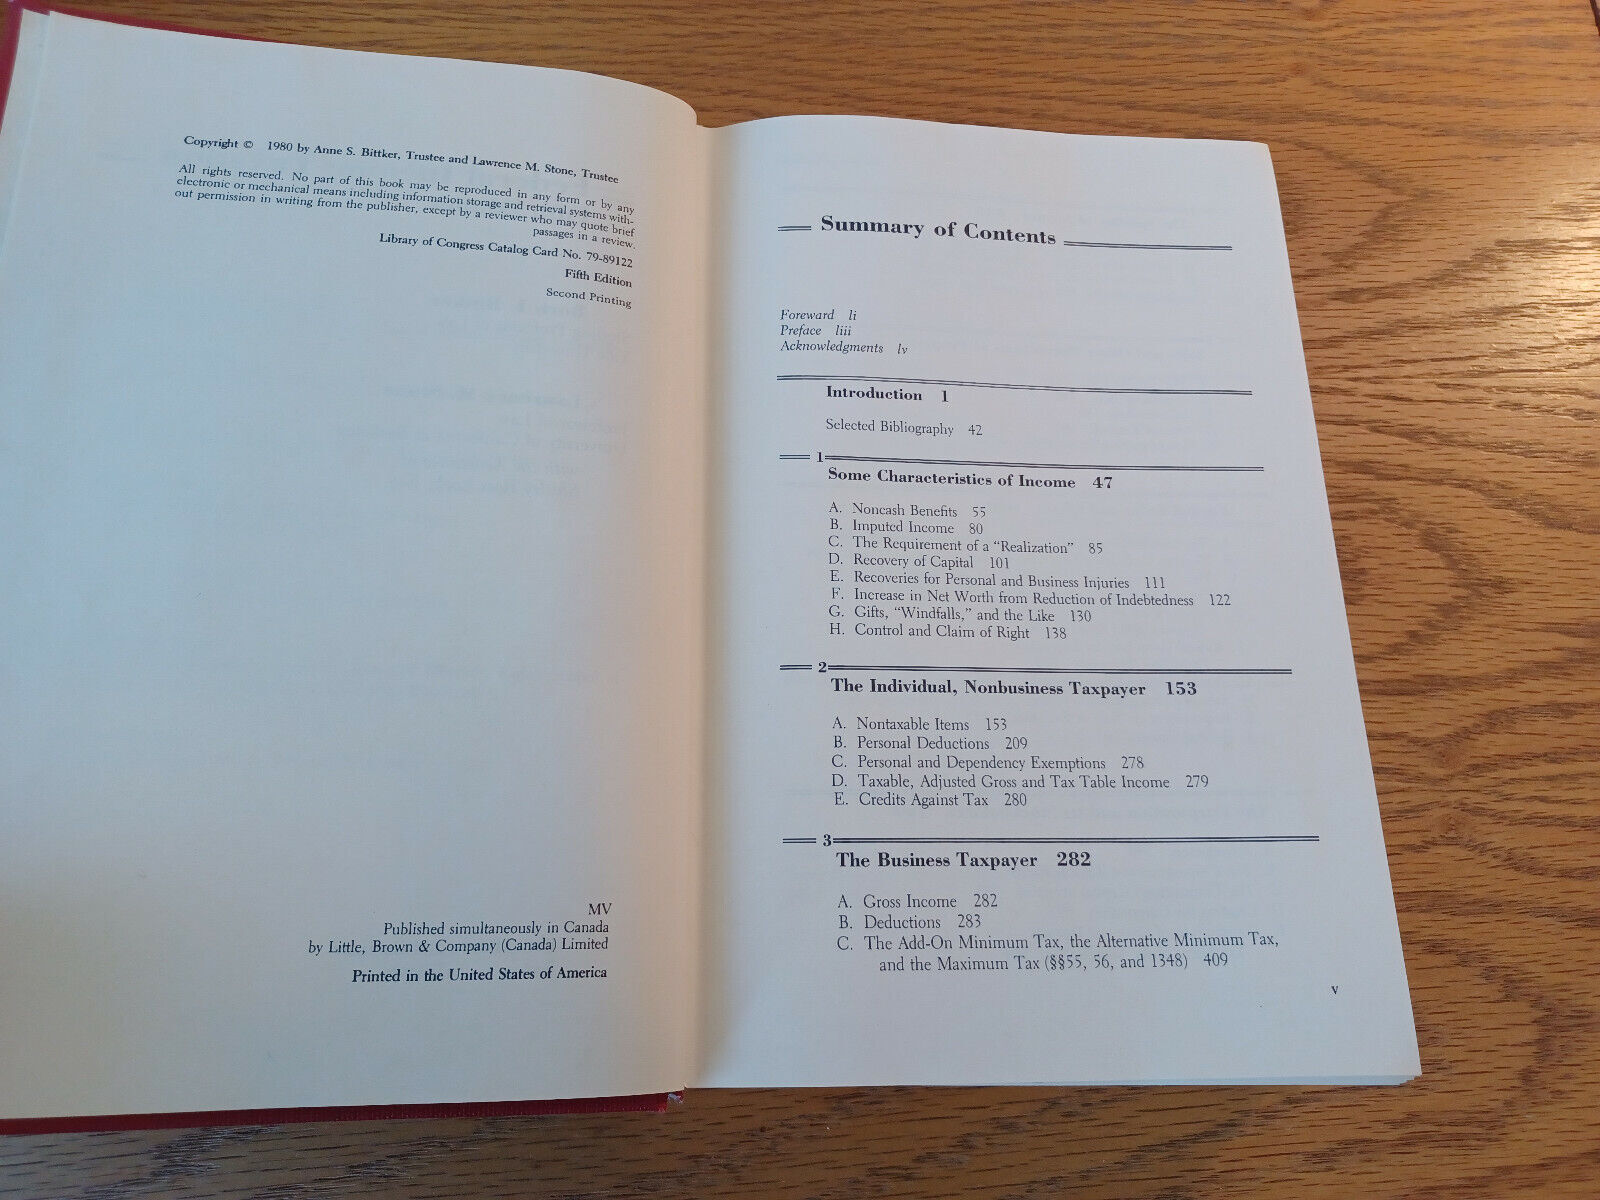 Copyright © 1980 by Anne S. Bittker, Trustee and Lawrence M. Stone, Trustee
All rights reserved. No part of this book may be reproduced in any form or by any
electronic or mechanical means including information storage and retrieval systems with-
out permission in writing from the publisher, except by a reviewer who may quote brief
passages in a review.
Library of Congress Catalog Card No. 79-89122
Fifth Edition
Second Printing
MV
Published simultaneously in Canada
by Little, Brown & Company (Canada) Limited
Printed in the United States of America
Summary of Contents
Foreward li
Preface liii
Acknowledgments lv
Introduction 1
Selected Bibliography 42
1
Some Characteristics of Income 47
A. Noncash Benefits 55
B. Imputed Income 80
C. The Requirement of a “Realization” 85
D. Recovery of Capital 101
E. Recoveries for Personal and Business Injuries 111
F. Increase in Net Worth from Reduction of Indebtedness 122
G. Gifts, “Windfalls,” and the Like 130
H. Control and Claim of Right 138
2
The Individual, Nonbusiness Taxpayer 153
A. Nontaxable Items 153
B. Personal Deductions 209
C. Personal and Dependency Exemptions 278
D. Taxable, Adjusted Gross and Tax Table Income 279
E. Credits Against Tax 280
3
The Business Taxpayer 282
A. Gross Income 282
B. Deductions 283
C. The Add-On Minimum Tax, the Alternative Minimum Tax,
and the Maximum Tax (§§55, 56, and 1348) 409
v